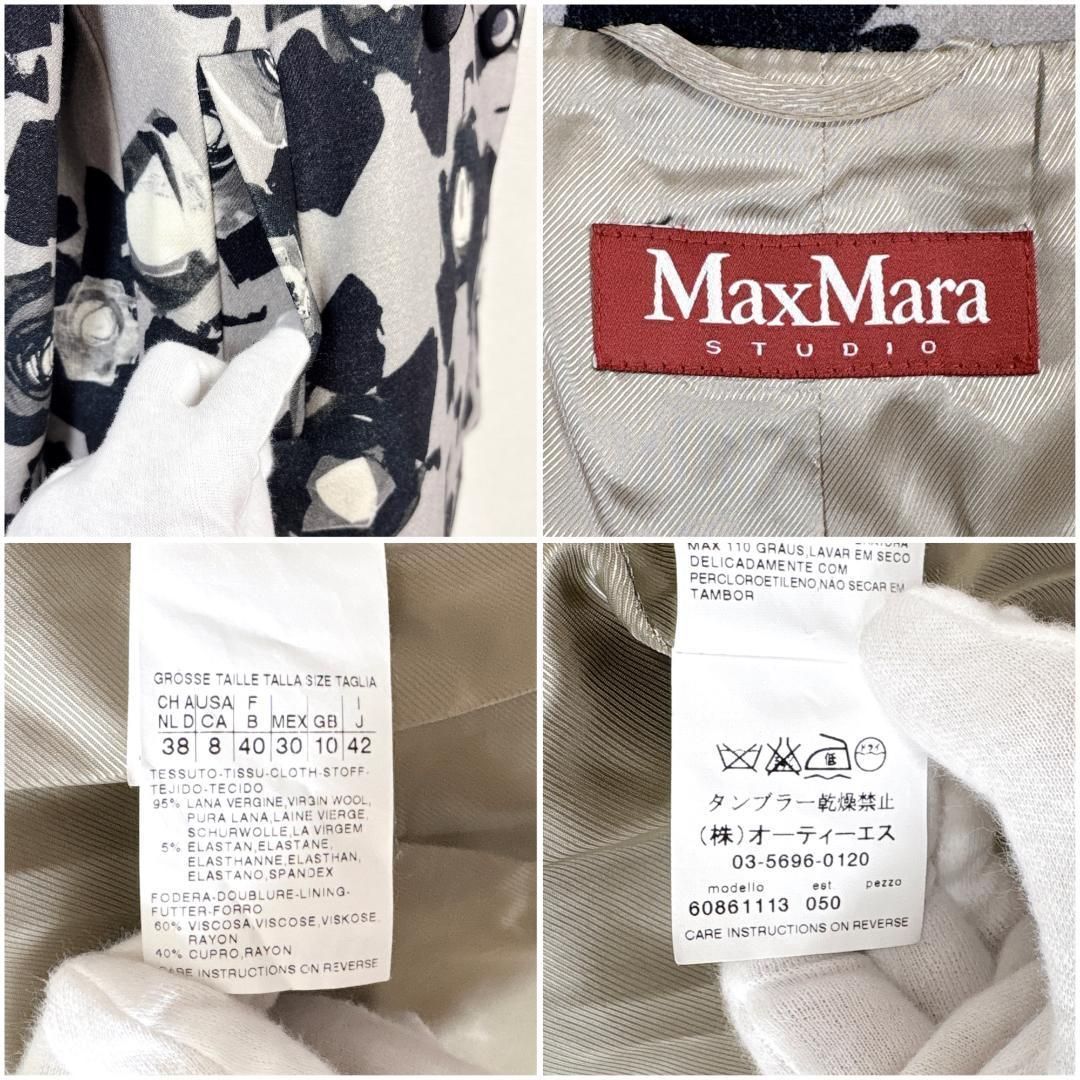 MaxMara
STUDIO
GRÖSSE TAILLE TALLA SIZE TAGLIA
CH A USA F I
NL D CA B MEX GB J
38 8 40 30 10 42
TESSUTO-TISSU-CLOTH-STOFF-
TEJIDO-TECIDO
95% LANA VERGINE,VIRGIN WOOL,
PURA LANA,LAINE VIERGE,
SCHURWOLLE,LA VIRGEM
5% ELASTAN,ELASTANE,
ELASTHANNE,ELASTHAN,
ELASTANO,SPANDEX
FODERA-DOUBLURE-LINING-
FUTTER-FORRO
60% VISCOSA,VISCOSE,VISKOSE,
RAYON
40% CUPRO,RAYON
CARE INSTRUCTIONS ON REVERSE
MAX 110 GRAUS,LAVAR EM SECO
DELICADAMENTE COM
PERCLOROETILENO,NÃO SECAR EM
TAMBOR
低 ドライ
タンブラー乾燥禁止
(株)オーティーエス
03-5696-0120
modello est. pezzo
60861113 050
CARE INSTRUCTIONS ON REVERSE